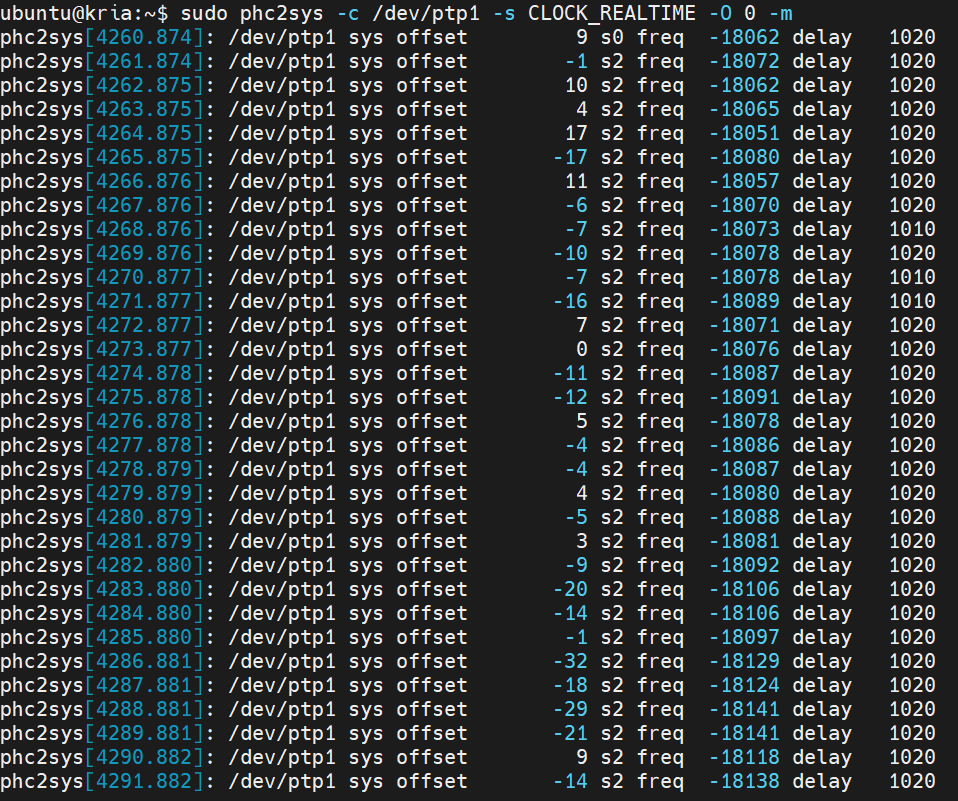 ubuntu@kria:~$ sudo phc2sys -c /dev/ptp1 -s CLOCK_REALTIME -O 0 -m
phc2sys[4260.874]: /dev/ptp1 sys offset         9 s0 freq  -18062 delay   1020
phc2sys[4261.874]: /dev/ptp1 sys offset        -1 s2 freq  -18072 delay   1020
phc2sys[4262.875]: /dev/ptp1 sys offset        10 s2 freq  -18062 delay   1020
phc2sys[4263.875]: /dev/ptp1 sys offset         4 s2 freq  -18065 delay   1020
phc2sys[4264.875]: /dev/ptp1 sys offset        17 s2 freq  -18051 delay   1020
phc2sys[4265.875]: /dev/ptp1 sys offset       -17 s2 freq  -18080 delay   1020
phc2sys[4266.876]: /dev/ptp1 sys offset        11 s2 freq  -18057 delay   1020
phc2sys[4267.876]: /dev/ptp1 sys offset        -6 s2 freq  -18070 delay   1020
phc2sys[4268.876]: /dev/ptp1 sys offset        -7 s2 freq  -18073 delay   1010
phc2sys[4269.876]: /dev/ptp1 sys offset       -10 s2 freq  -18078 delay   1020
phc2sys[4270.877]: /dev/ptp1 sys offset        -7 s2 freq  -18078 delay   1010
phc2sys[4271.877]: /dev/ptp1 sys offset       -16 s2 freq  -18089 delay   1010
phc2sys[4272.877]: /dev/ptp1 sys offset         7 s2 freq  -18071 delay   1020
phc2sys[4273.877]: /dev/ptp1 sys offset         0 s2 freq  -18076 delay   1020
phc2sys[4274.878]: /dev/ptp1 sys offset       -11 s2 freq  -18087 delay   1020
phc2sys[4275.878]: /dev/ptp1 sys offset       -12 s2 freq  -18091 delay   1020
phc2sys[4276.878]: /dev/ptp1 sys offset         5 s2 freq  -18078 delay   1020
phc2sys[4277.878]: /dev/ptp1 sys offset        -4 s2 freq  -18086 delay   1020
phc2sys[4278.879]: /dev/ptp1 sys offset        -4 s2 freq  -18087 delay   1020
phc2sys[4279.879]: /dev/ptp1 sys offset         4 s2 freq  -18080 delay   1020
phc2sys[4280.879]: /dev/ptp1 sys offset        -5 s2 freq  -18088 delay   1020
phc2sys[4281.879]: /dev/ptp1 sys offset         3 s2 freq  -18081 delay   1020
phc2sys[4282.880]: /dev/ptp1 sys offset        -9 s2 freq  -18092 delay   1020
phc2sys[4283.880]: /dev/ptp1 sys offset       -20 s2 freq  -18106 delay   1020
phc2sys[4284.880]: /dev/ptp1 sys offset       -14 s2 freq  -18106 delay   1020
phc2sys[4285.880]: /dev/ptp1 sys offset        -1 s2 freq  -18097 delay   1020
phc2sys[4286.881]: /dev/ptp1 sys offset       -32 s2 freq  -18129 delay   1020
phc2sys[4287.881]: /dev/ptp1 sys offset       -18 s2 freq  -18124 delay   1020
phc2sys[4288.881]: /dev/ptp1 sys offset       -29 s2 freq  -18141 delay   1020
phc2sys[4289.881]: /dev/ptp1 sys offset       -21 s2 freq  -18141 delay   1020
phc2sys[4290.882]: /dev/ptp1 sys offset         9 s2 freq  -18118 delay   1020
phc2sys[4291.882]: /dev/ptp1 sys offset       -14 s2 freq  -18138 delay   1020